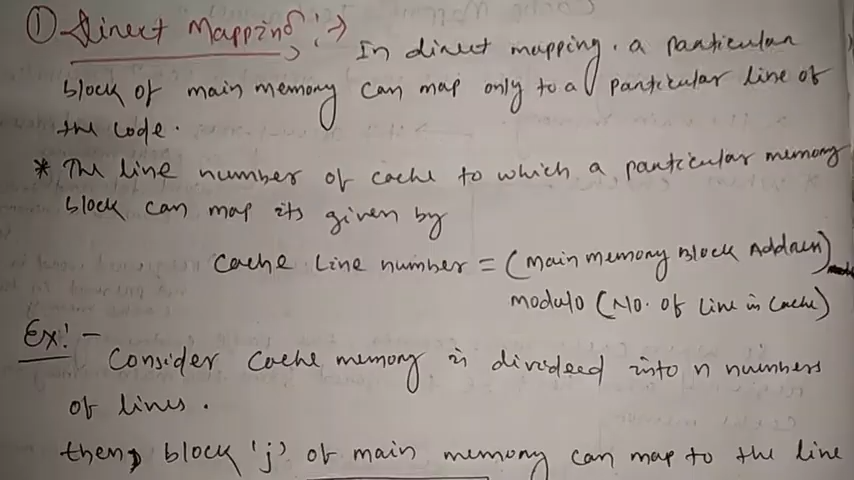 ① Direct Mapping :→ In direct mapping, a particular
block of main memory can map only to a particular line of
the code.
* The line number of cache to which a particular memory
block can map its given by
Cache Line number = (Main memory Block Address)
modulo (No. of Line in Cache)
Ex: -
Consider Cache memory is divideed into n numbers
of lines.
then, block 'j' of main memory can map to the line